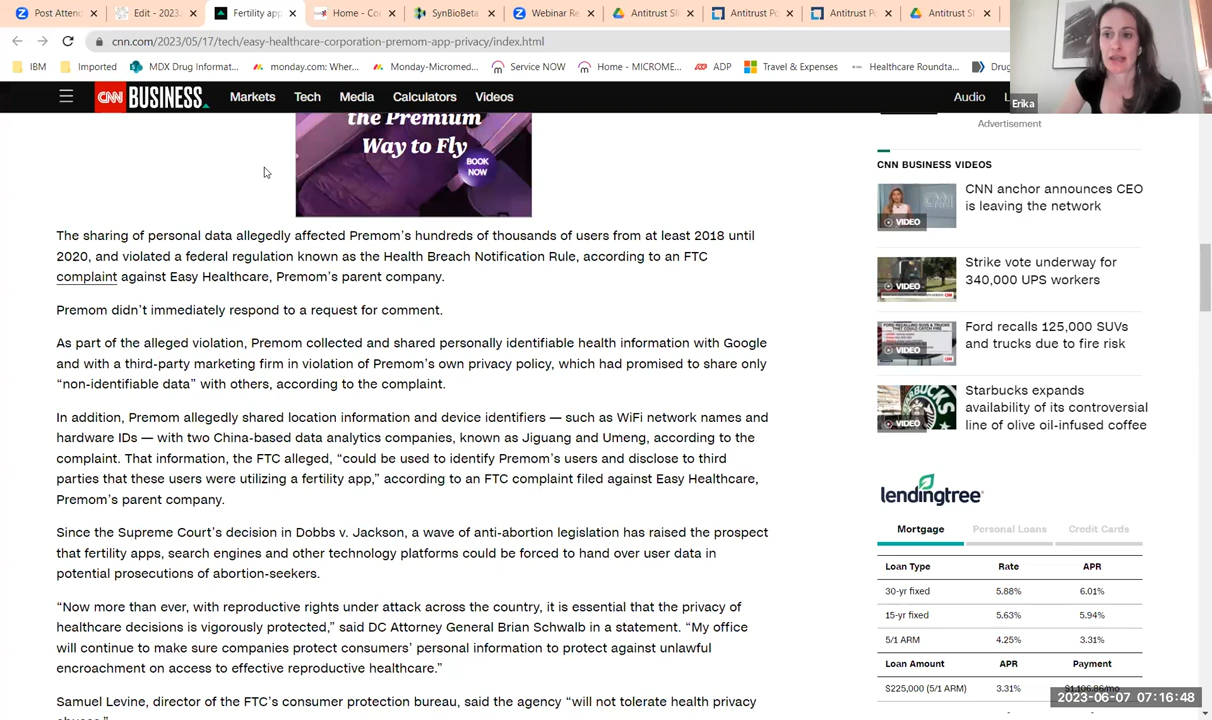 Post Attend
Edit - 2023.
Fertility app
Home - Co
SynBioBeta
Webinar Re
Antitrust Sli
Antitrust Po
Antitrust Po
Antitrust Sl
cnn.com/2023/05/17/tech/easy-healthcare-corporation-premom-app-privacy/index.html
IBM
Imported
MDX Drug Informat...
monday.com: Wher...
Monday-Micromed...
Service NOW
Home - MICROME...
ADP
Travel & Expenses
Healthcare Roundta...
Drug
Erika
CNN BUSINESS
Markets
Tech
Media
Calculators
Videos
Audio
the Premium
Way to Fly
BOOK
NOW
The sharing of personal data allegedly affected Premom's hundreds of thousands of users from at least 2018 until
2020, and violated a federal regulation known as the Health Breach Notification Rule, according to an FTC
complaint against Easy Healthcare, Premom's parent company.
Premom didn't immediately respond to a request for comment.
As part of the alleged violation, Premom collected and shared personally identifiable health information with Google
and with a third-party marketing firm in violation of Premom's own privacy policy, which had promised to share only
“non-identifiable data” with others, according to the complaint.
In addition, Premom allegedly shared location information and device identifiers — such as WiFi network names and
hardware IDs — with two China-based data analytics companies, known as Jiguang and Umeng, according to the
complaint. That information, the FTC alleged, “could be used to identify Premom's users and disclose to third
parties that these users were utilizing a fertility app,” according to an FTC complaint filed against Easy Healthcare,
Premom's parent company.
Since the Supreme Court's decision in Dobbs v. Jackson, a wave of anti-abortion legislation has raised the prospect
that fertility apps, search engines and other technology platforms could be forced to hand over user data in
potential prosecutions of abortion-seekers.
“Now more than ever, with reproductive rights under attack across the country, it is essential that the privacy of
healthcare decisions is vigorously protected,” said DC Attorney General Brian Schwalb in a statement. “My office
will continue to make sure companies protect consumers' personal information to protect against unlawful
encroachment on access to effective reproductive healthcare.”
Samuel Levine, director of the FTC's consumer protection bureau, said the agency “will not tolerate health privacy
Advertisement
CNN BUSINESS VIDEOS
CNN anchor announces CEO
is leaving the network
VIDEO
Strike vote underway for
340,000 UPS workers
VIDEO
Ford recalls 125,000 SUVs
and trucks due to fire risk
VIDEO
Starbucks expands
availability of its controversial
line of olive oil-infused coffee
VIDEO
lendingtree
Mortgage
Personal Loans
Credit Cards
Loan Type Rate APR
30-yr fixed 5.88% 6.01%
15-yr fixed 5.63% 5.94%
5/1 ARM 4.25% 3.31%
Loan Amount APR Payment
$225,000 (5/1 ARM) 3.31%
2023-06-07 07:16:48